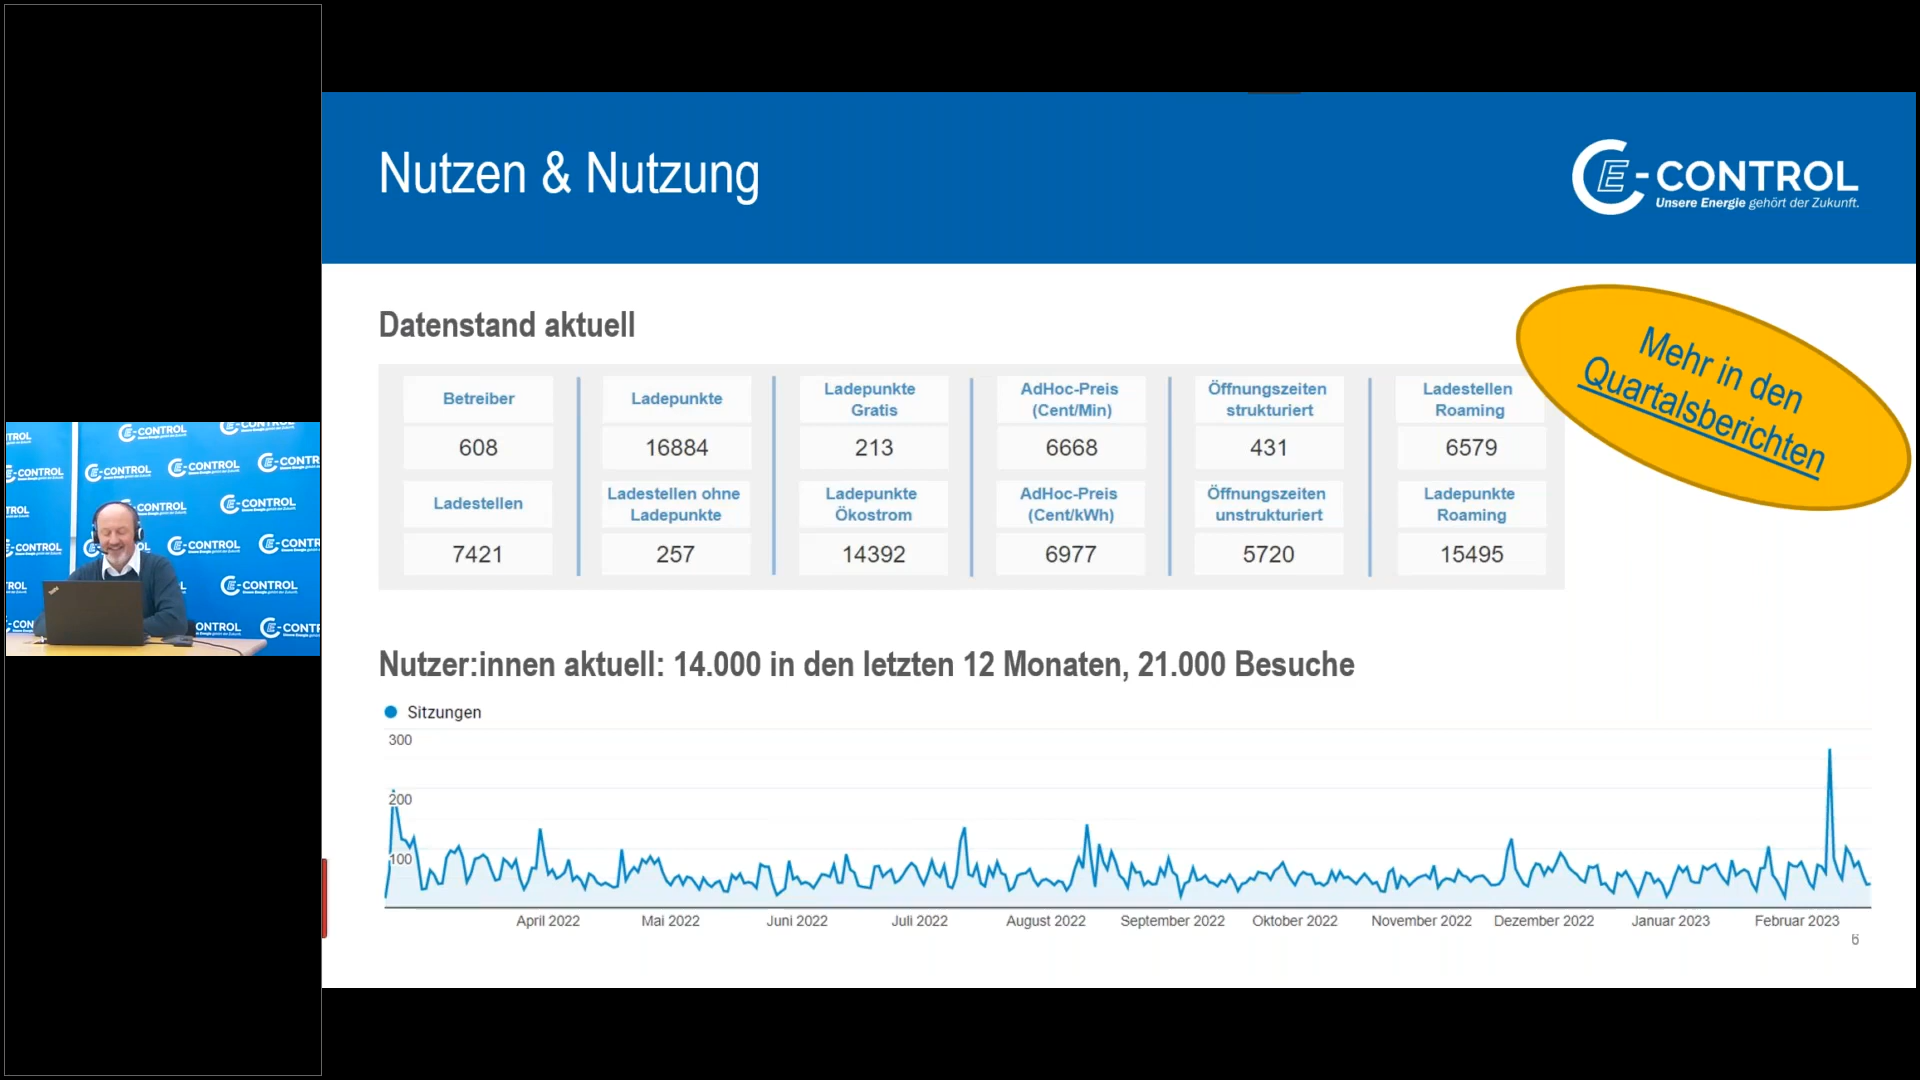 Nutzen & Nutzung
E-CONTROL
Unsere Energie gehört der Zukunft.
Datenstand aktuell
Mehr in den
Quartalsberichten
Betreiber
Ladepunkte
Ladepunkte
Gratis
AdHoc-Preis
(Cent/Min)
Öffnungszeiten
strukturiert
Ladestellen
Roaming
608
16884
213
6668
431
6579
Ladestellen
Ladestellen ohne
Ladepunkte
Ladepunkte
Ökostrom
AdHoc-Preis
(Cent/kWh)
Öffnungszeiten
unstrukturiert
Ladepunkte
Roaming
7421
257
14392
6977
5720
15495
Nutzer:innen aktuell: 14.000 in den letzten 12 Monaten, 21.000 Besuche
Sitzungen
300
200
100
April 2022 Mai 2022 Juni 2022 Juli 2022 August 2022 September 2022 Oktober 2022 November 2022 Dezember 2022 Januar 2023 Februar 2023
6